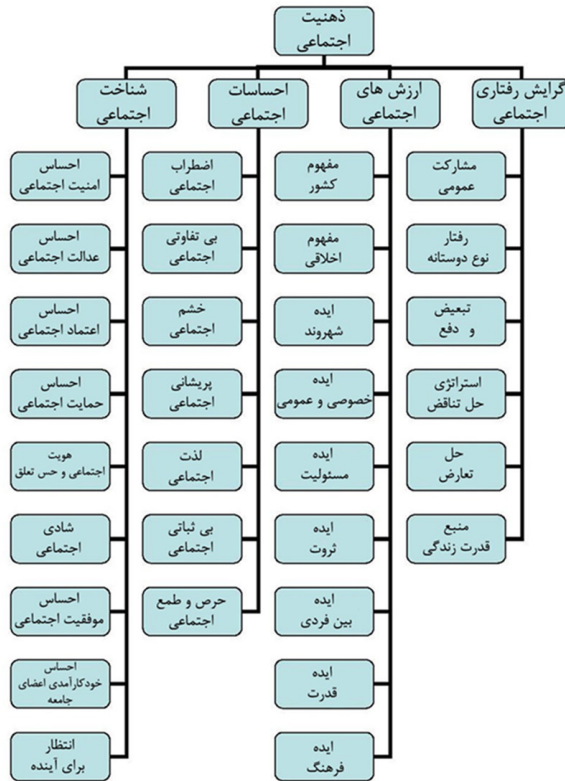 ذهنیت
اجتماعی
گرایش رفتاری
اجتماعی
ارزش های
اجتماعی
احساسات
اجتماعی
شناخت
اجتماعی
مشارکت
عمومی
رفتار
نوع دوستانه
تبعیض
و دفع
استراتژی
حل تناقض
حل
تعارض
منبع
قدرت زندگی
مفهوم
کشور
مفهوم
اخلاقی
ایده
شهروند
ایده
خصوصی و عمومی
ایده
مسئولیت
ایده
ثروت
ایده
بین فردی
ایده
قدرت
ایده
فرهنگ
اضطراب
اجتماعی
بی تفاوتی
اجتماعی
خشم
اجتماعی
پریشانی
اجتماعی
لذت
اجتماعی
بی ثباتی
اجتماعی
حرص و طمع
اجتماعی
احساس
امنیت اجتماعی
احساس
عدالت اجتماعی
احساس
اعتماد اجتماعی
احساس
حمایت اجتماعی
هویت
اجتماعی و حس تعلق
شادی
اجتماعی
احساس
موفقیت اجتماعی
احساس
خودکارآمدی اعضای
جامعه
انتظار
برای آینده